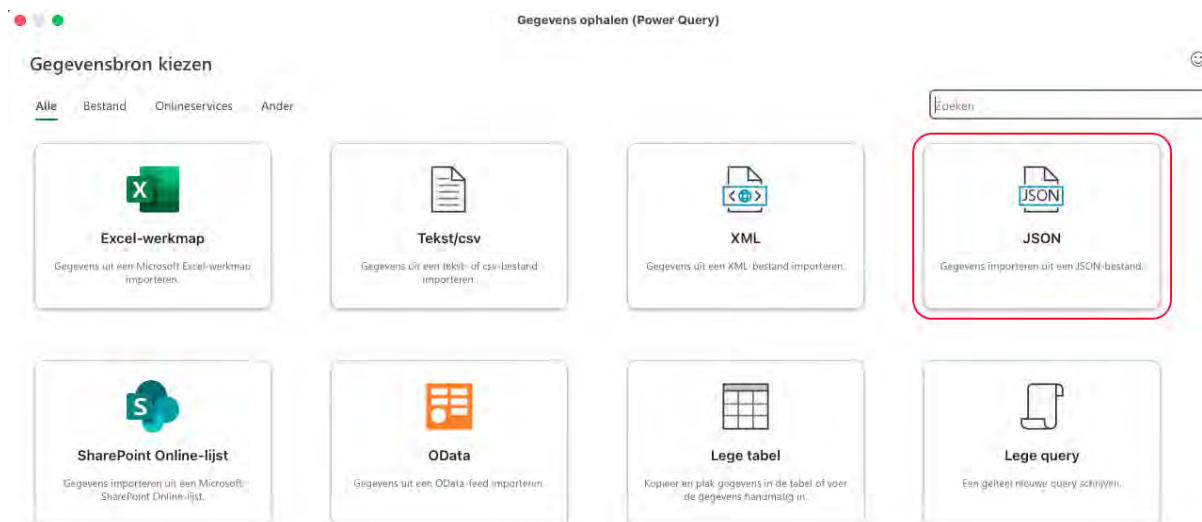 Gegevens ophalen (Power Query)
Gegevensbron kiezen
Alle Bestand Onlineservices Ander
Zoeken
X
JSON
Excel-werkmap Tekst/csv XML JSON
Gegevens uit een Microsoft Excel-werkmap Gegevens uit een tekst- of csv-bestand Gegevens uit een XML-bestand importeren. Gegevens importeren uit een JSON-bestand.
importeren. importeren.
S
SharePoint Online-lijst OData Lege tabel Lege query
Gegevens importeren uit een Microsoft Gegevens uit een OData-feed importeren. Kopieer en plak gegevens in de tabel of voer Een geheel nieuwe query schrijven.
SharePoint Online-lijst. de gegevens handmatig in.